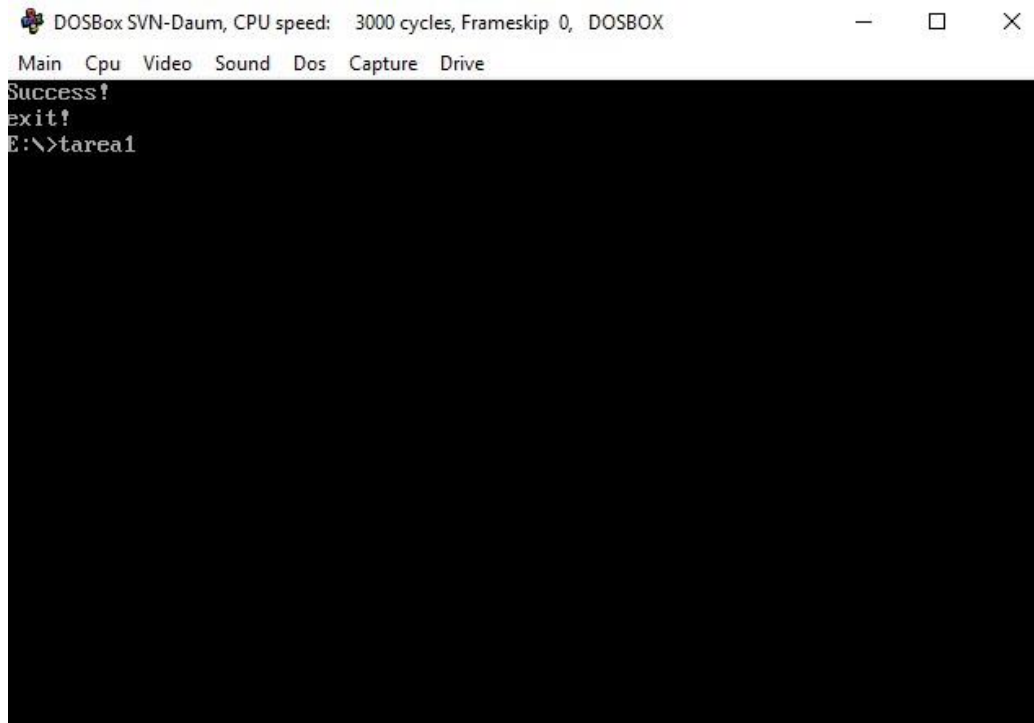 DOSBox SVN-Daum, CPU speed: 3000 cycles, Frameskip 0, DOSBOX
Main Cpu Video Sound Dos Capture Drive
Success!
exit!
E:\>tarea1